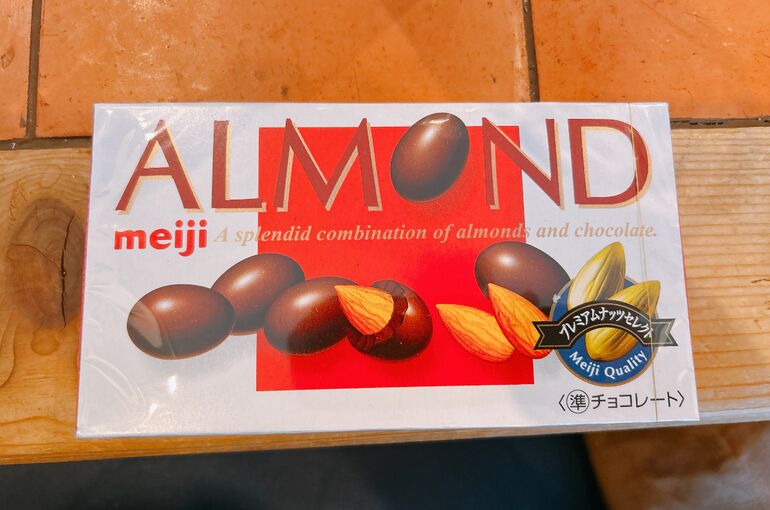 ALMOND
meiji
A splendid combination of almonds and chocolate.
プレミアムナッツセレクト
Meiji Quality
〈㊜チョコレート〉